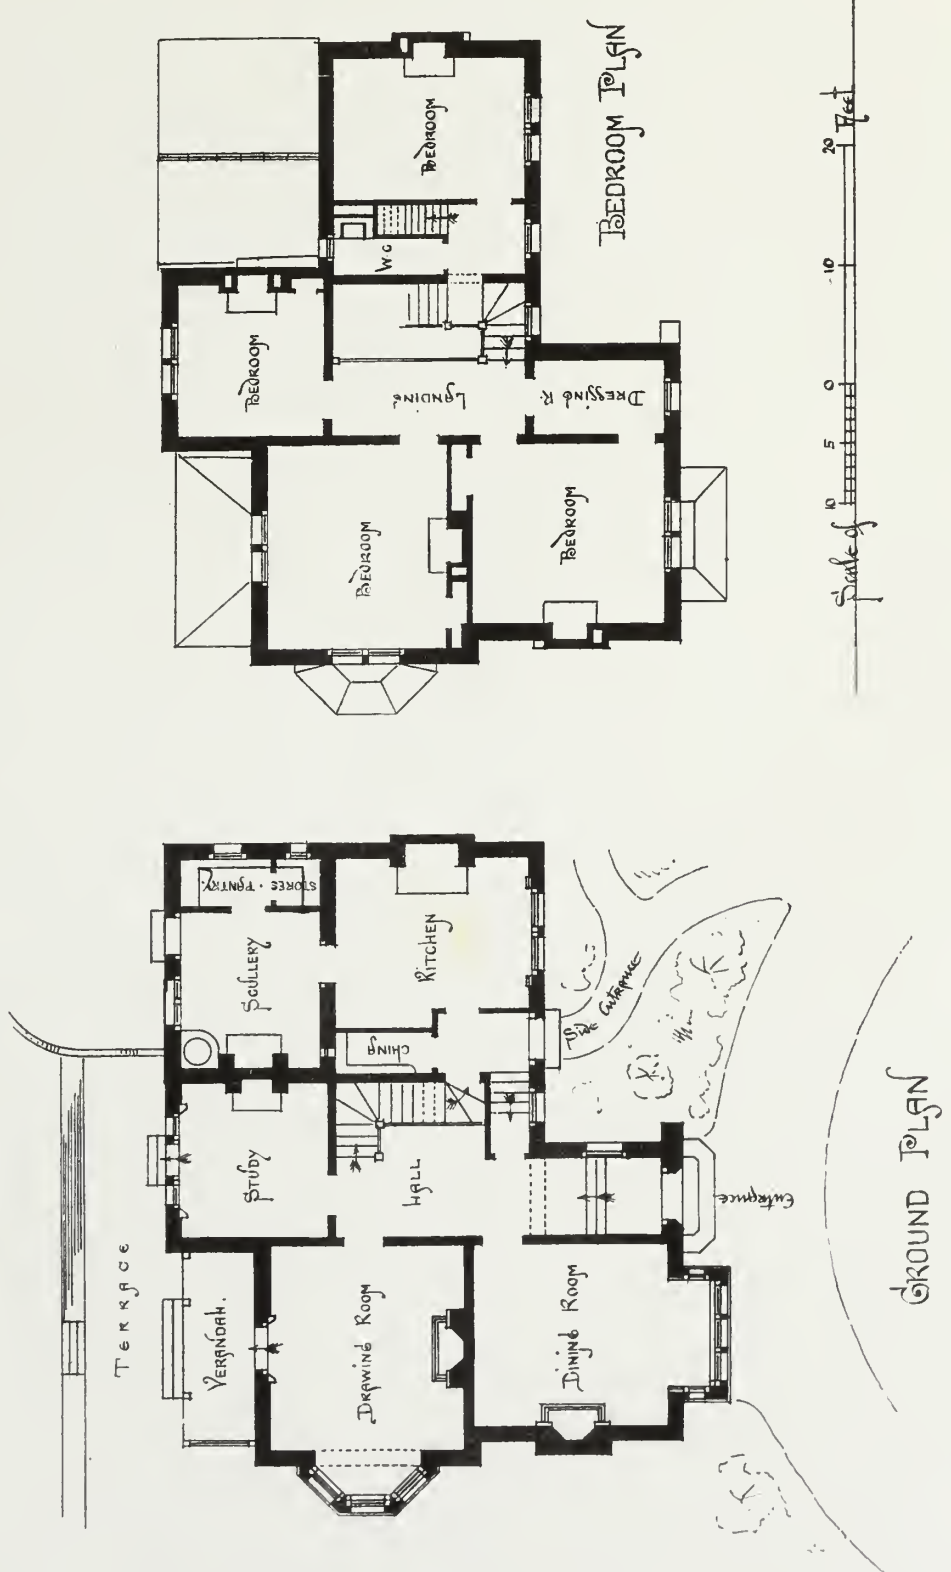 BEDROOM PLAN
BEDROOM
W.C
BEDROOM
LANDING
DRESSING R.
BEDROOM
BEDROOM
Scale of 10 5 0 10 20 Feet
GROUND PLAN
STORES. PANTRY.
SCULLERY
KITCHEN
CHINA
Side Entrance
STUDY
HALL
Entrance
TERRACE
VERANDAH.
DRAWING ROOM
DINING ROOM